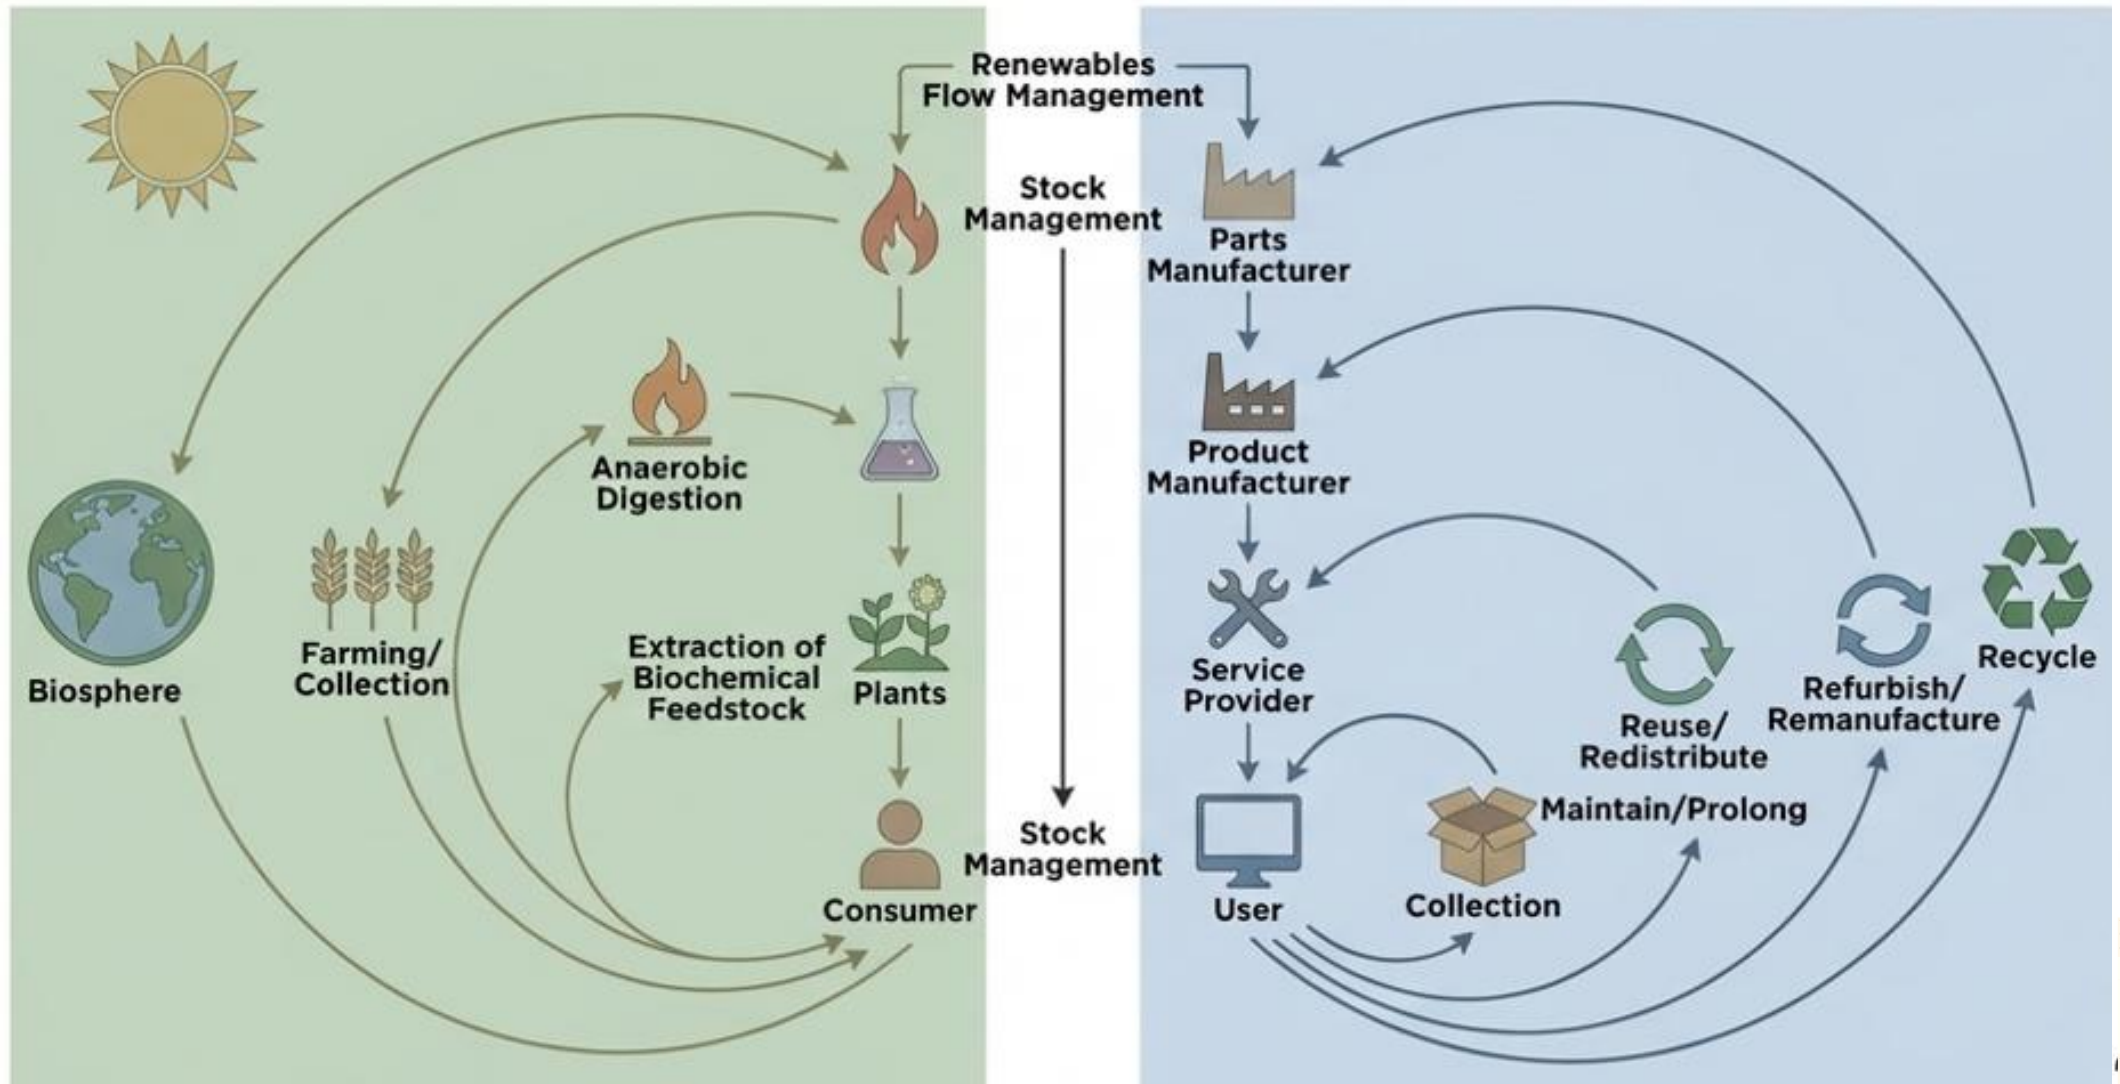 Renewables
Flow Management
Stock
Management
Parts
Manufacturer
Product
Manufacturer
Anaerobic
Digestion
Farming/
Collection
Biosphere
Extraction of
Biochemical
Feedstock
Plants
Service
Provider
Reuse/
Redistribute
Refurbish/
Remanufacture
Recycle
Maintain/Prolong
Consumer
Stock
Management
User
Collection